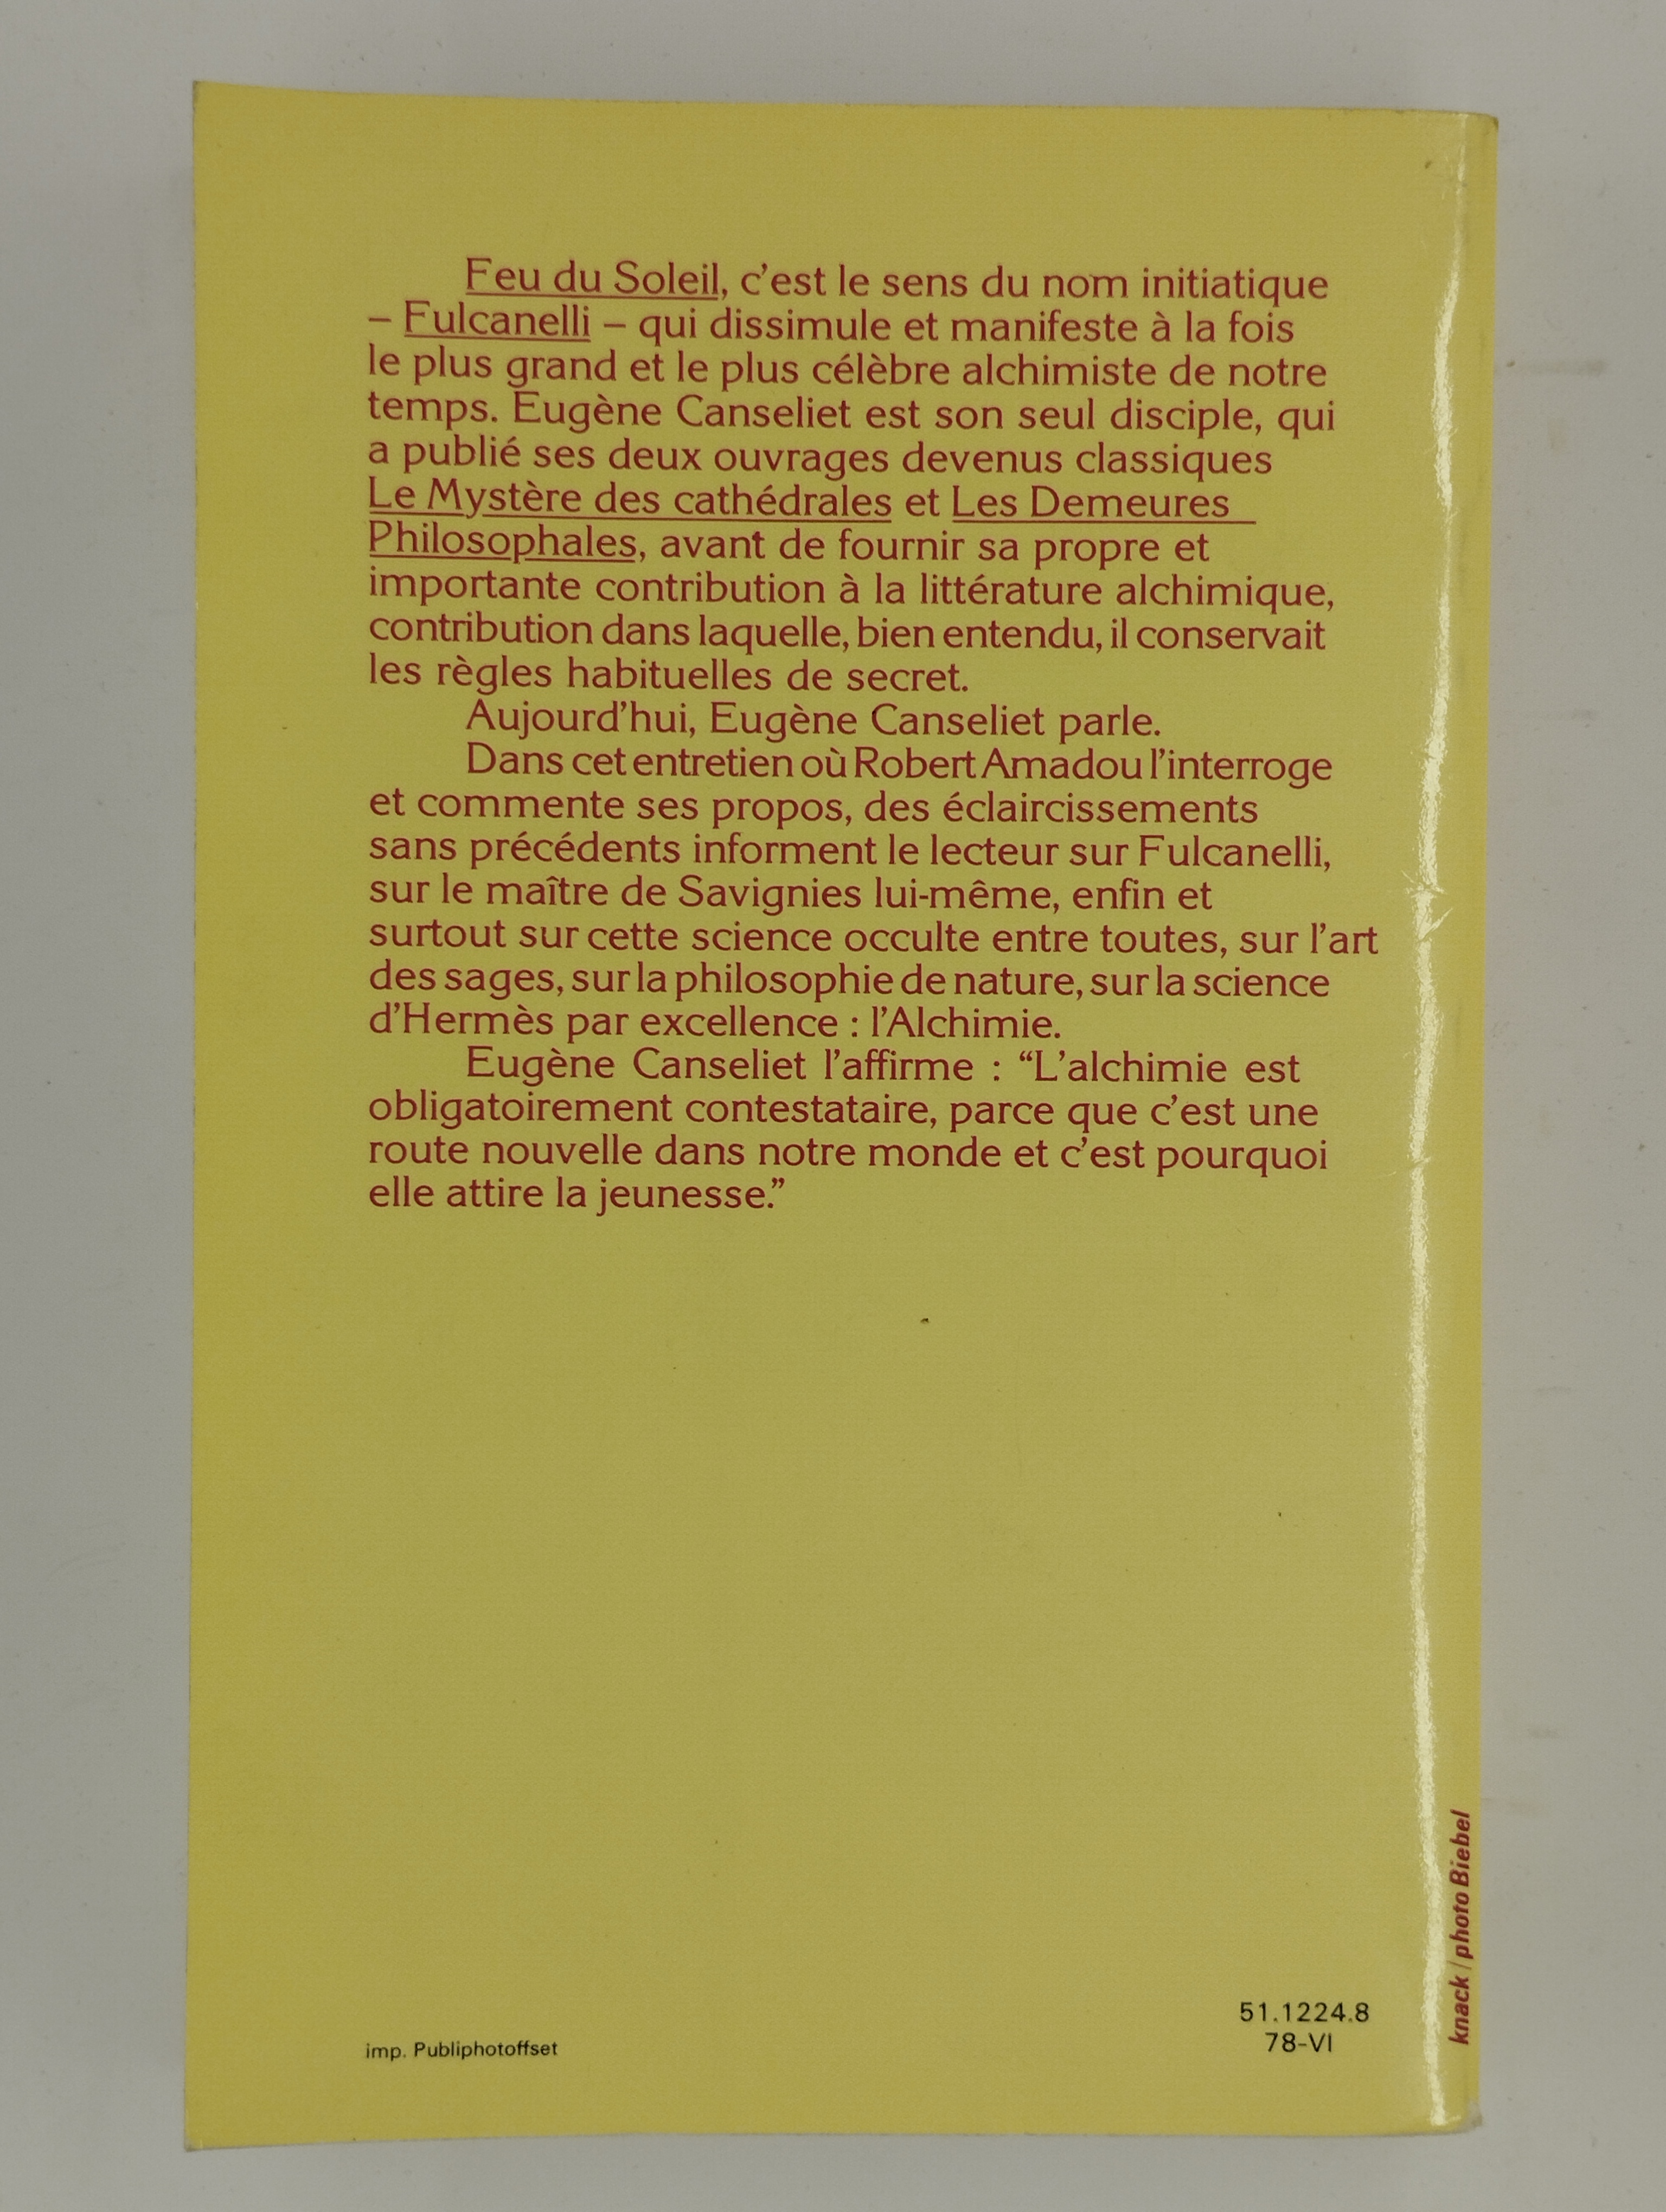 Feu du Soleil, c’est le sens du nom initiatique
– Fulcanelli – qui dissimule et manifeste à la fois
le plus grand et le plus célèbre alchimiste de notre
temps. Eugène Canseliet est son seul disciple, qui
a publié ses deux ouvrages devenus classiques
Le Mystère des cathédrales et Les Demeures
Philosophales, avant de fournir sa propre et
importante contribution à la littérature alchimique,
contribution dans laquelle, bien entendu, il conservait
les règles habituelles de secret.
Aujourd’hui, Eugène Canseliet parle.
Dans cet entretien où Robert Amadou l’interroge
et commente ses propos, des éclaircissements
sans précédents informent le lecteur sur Fulcanelli,
sur le maître de Savignies lui-même, enfin et
surtout sur cette science occulte entre toutes, sur l’art
des sages, sur la philosophie de nature, sur la science
d’Hermès par excellence : l’Alchimie.
Eugène Canseliet l’affirme : “L’alchimie est
obligatoirement contestataire, parce que c’est une
route nouvelle dans notre monde et c’est pourquoi
elle attire la jeunesse.”
imp. Publiphotoffset
51.1224.8
78-VI
knack | photo Biebel